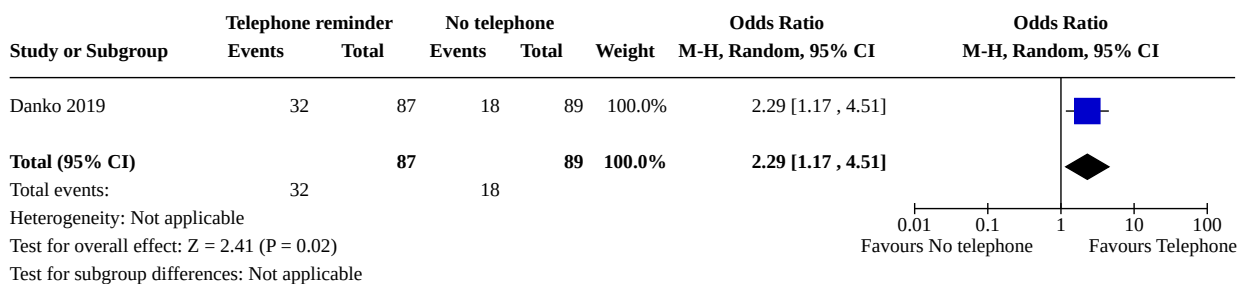 Telephone reminder No telephone Odds Ratio Odds Ratio
Study or Subgroup Events Total Events Total Weight M-H, Random, 95% CI M-H, Random, 95% CI
Danko 2019 32 87 18 89 100.0% 2.29 [1.17 , 4.51]
Total (95% CI) 87 89 100.0% 2.29 [1.17 , 4.51]
Total events: 32 18
Heterogeneity: Not applicable
0.01 0.1 1 10 100
Test for overall effect: Z = 2.41 (P = 0.02) Favours No telephone Favours Telephone
Test for subgroup differences: Not applicable